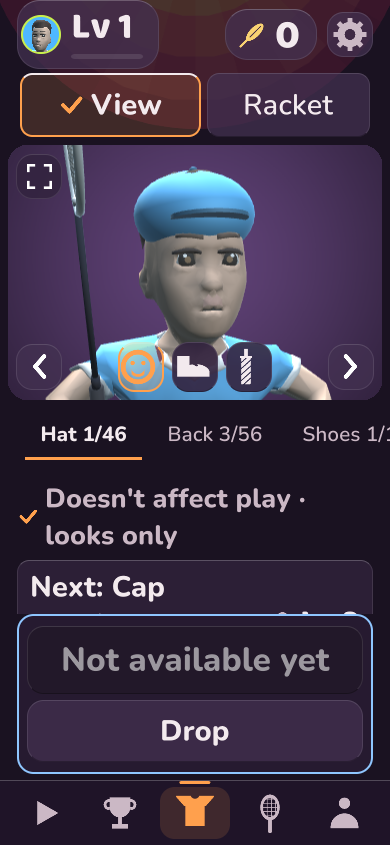 Lv 1
0
View
Racket
Hat 1/46
Back 3/56
Shoes 1/1
Doesn't affect play ·
looks only
Next: Cap
Not available yet
Drop